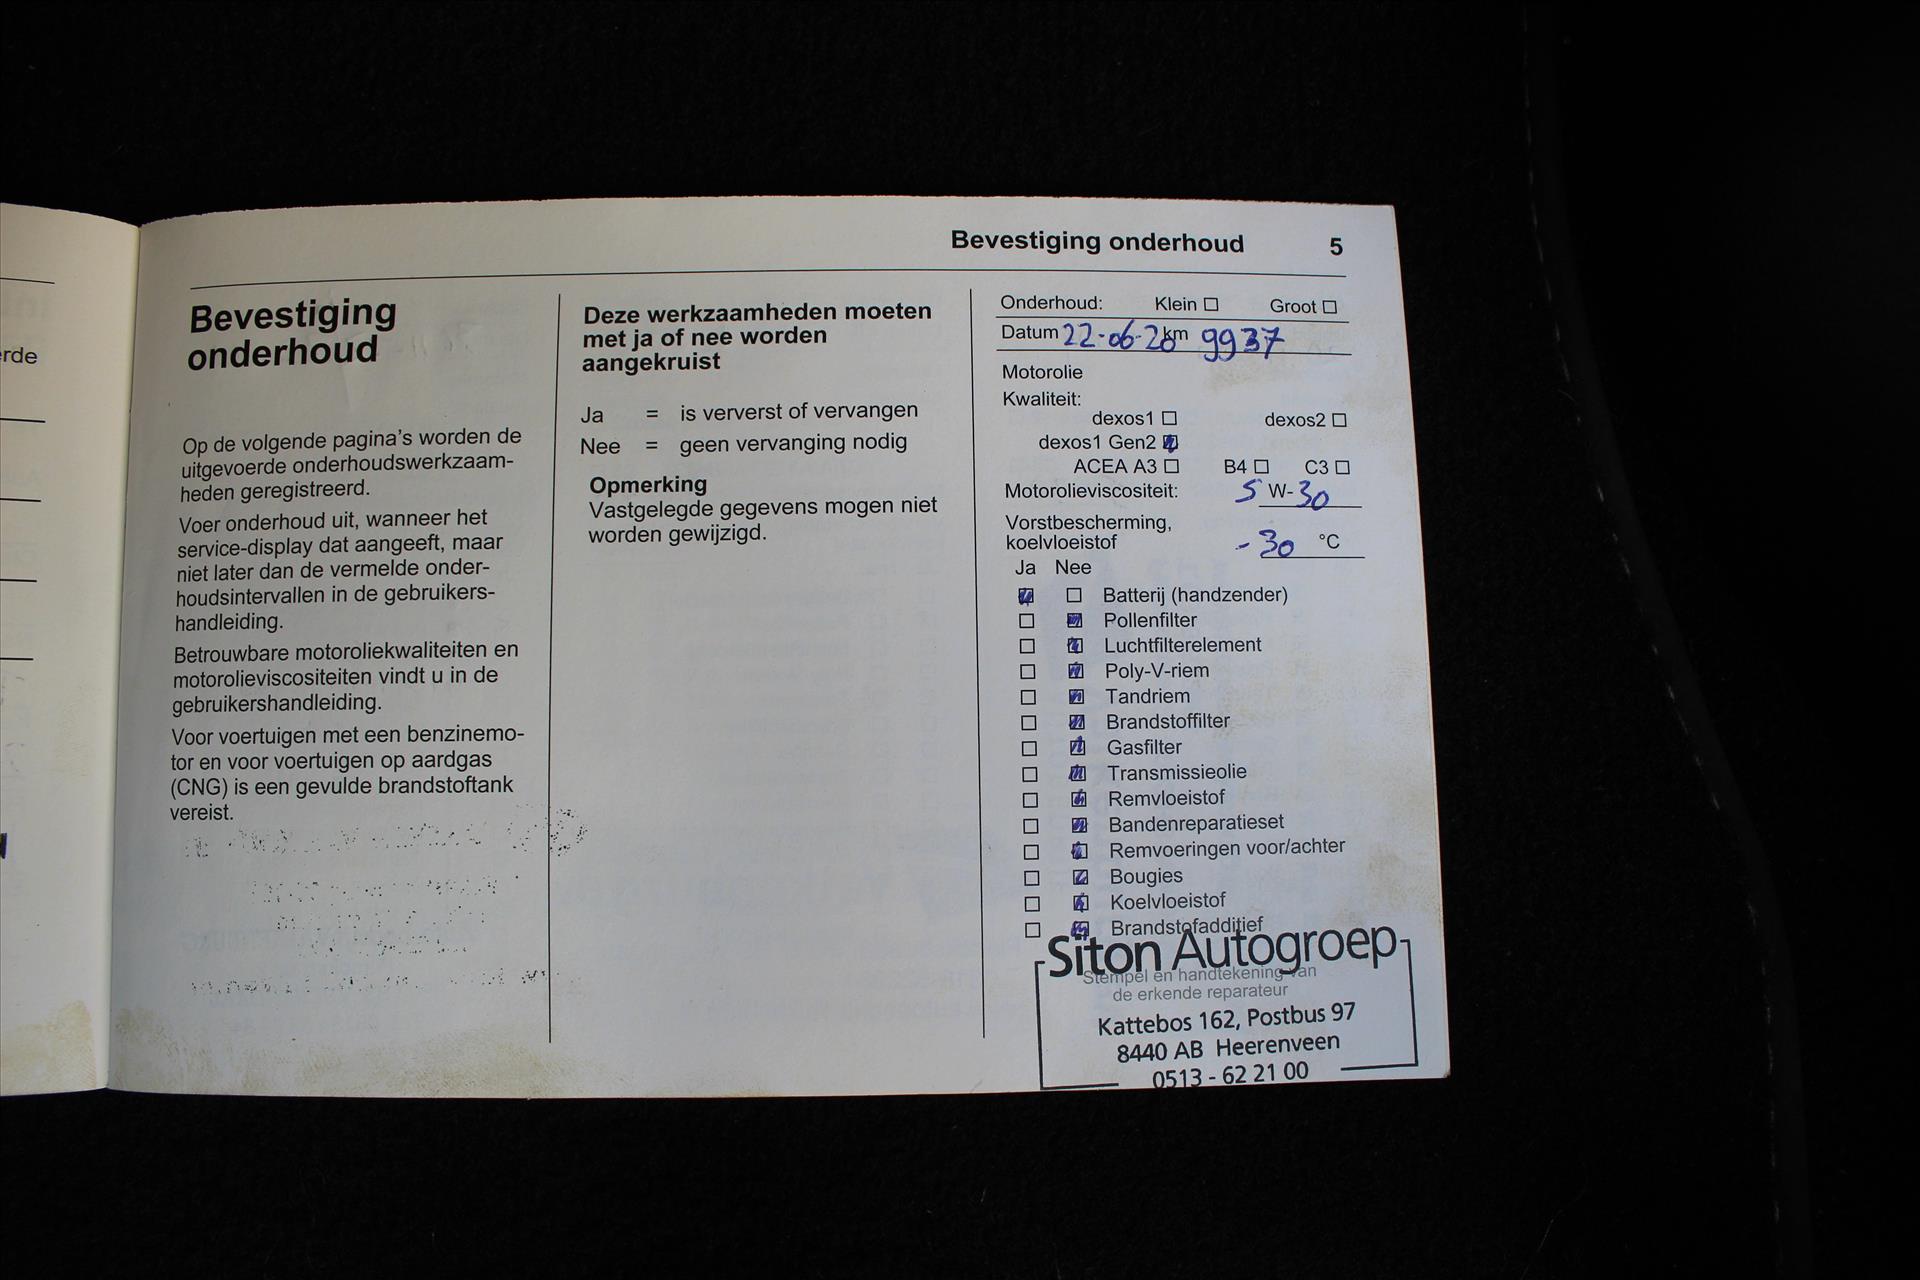 Bevestiging onderhoud 5
rde
Bevestiging
onderhoud
Op de volgende pagina's worden de
uitgevoerde onderhoudswerkzaam-
heden geregistreerd.
Voer onderhoud uit, wanneer het
service-display dat aangeeft, maar
niet later dan de vermelde onder-
houdsintervallen in de gebruikers-
handleiding.
Betrouwbare motoroliekwaliteiten en
motorolieviscositeiten vindt u in de
gebruikershandleiding.
Voor voertuigen met een benzinemo-
tor en voor voertuigen op aardgas
(CNG) is een gevulde brandstoftank
vereist.
Deze werkzaamheden moeten
met ja of nee worden
aangekruist
Ja = is ververst of vervangen
Nee = geen vervanging nodig
Opmerking
Vastgelegde gegevens mogen niet
worden gewijzigd.
Onderhoud: Klein ☐ Groot ☐
Datum 22-06-20 km 9937
Motorolie
Kwaliteit:
dexos1 ☐ dexos2 ☐
dexos1 Gen2 ☒
ACEA A3 ☐ B4 ☐ C3 ☐
Motorolieviscositeit: 5 W-30
Vorstbescherming,
koelvloeistof -30 °C
Ja Nee
☒ ☐ Batterij (handzender)
☐ ☒ Pollenfilter
☐ ☒ Luchtfilterelement
☐ ☒ Poly-V-riem
☐ ☒ Tandriem
☐ ☒ Brandstoffilter
☐ ☒ Gasfilter
☐ ☒ Transmissieolie
☐ ☒ Remvloeistof
☐ ☒ Bandenreparatieset
☐ ☒ Remvoeringen voor/achter
☐ ☒ Bougies
☐ ☒ Koelvloeistof
☐ ☒ Brandstofadditief
Siton Autogroep
Stempel en handtekening van
de erkende reparateur
Kattebos 162, Postbus 97
8440 AB Heerenveen
0513 - 62 21 00